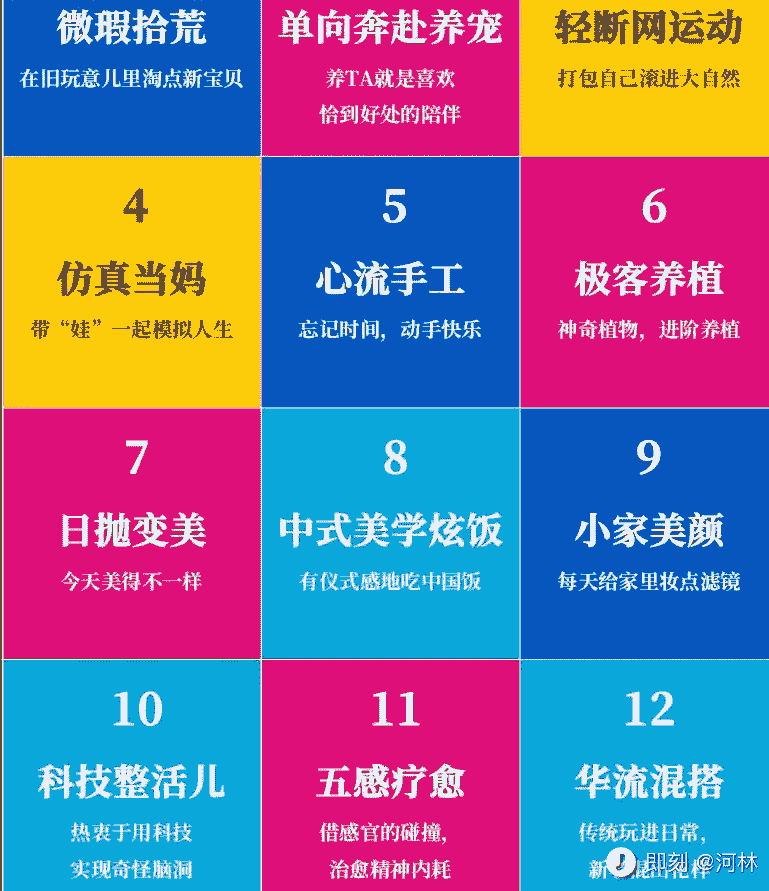 微瑕拾荒
在旧玩意儿里淘点新宝贝
单向奔赴养宠
养TA就是喜欢
恰到好处的陪伴
轻断网运动
打包自己滚进大自然
4
仿真当妈
带“娃”一起模拟人生
5
心流手工
忘记时间，动手快乐
6
极客养植
神奇植物，进阶养植
7
日抛变美
今天美得不一样
8
中式美学炫饭
有仪式感地吃中国饭
9
小家美颜
每天给家里妆点滤镜
10
科技整活儿
热衷于用科技
实现奇怪脑洞
11
五感疗愈
借感官的碰撞，
治愈精神内耗
12
华流混搭
传统玩进日常，
新 混出花样
即刻 @河林